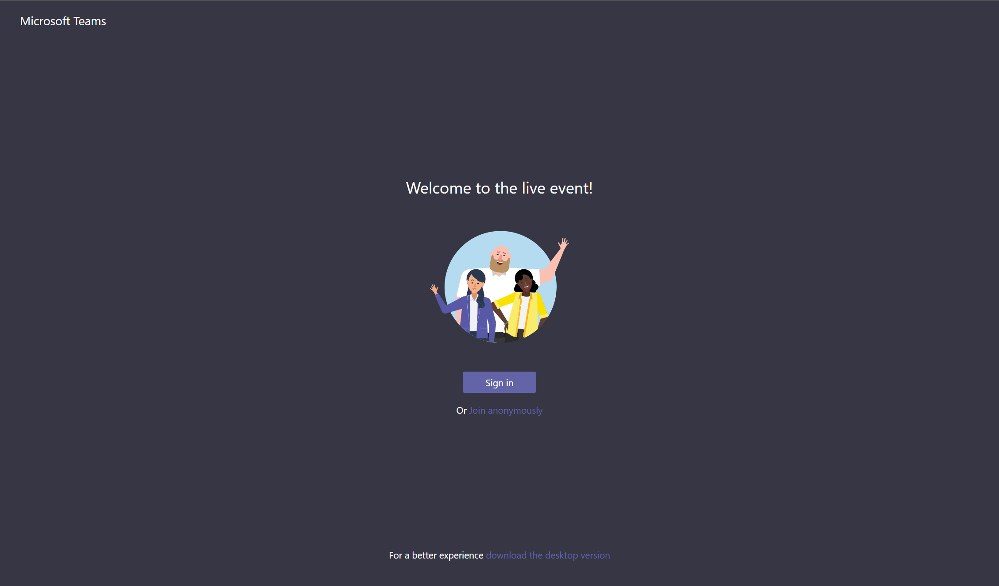 Microsoft Teams
Welcome to the live event!
Sign in
Or Join anonymously
For a better experience download the desktop version